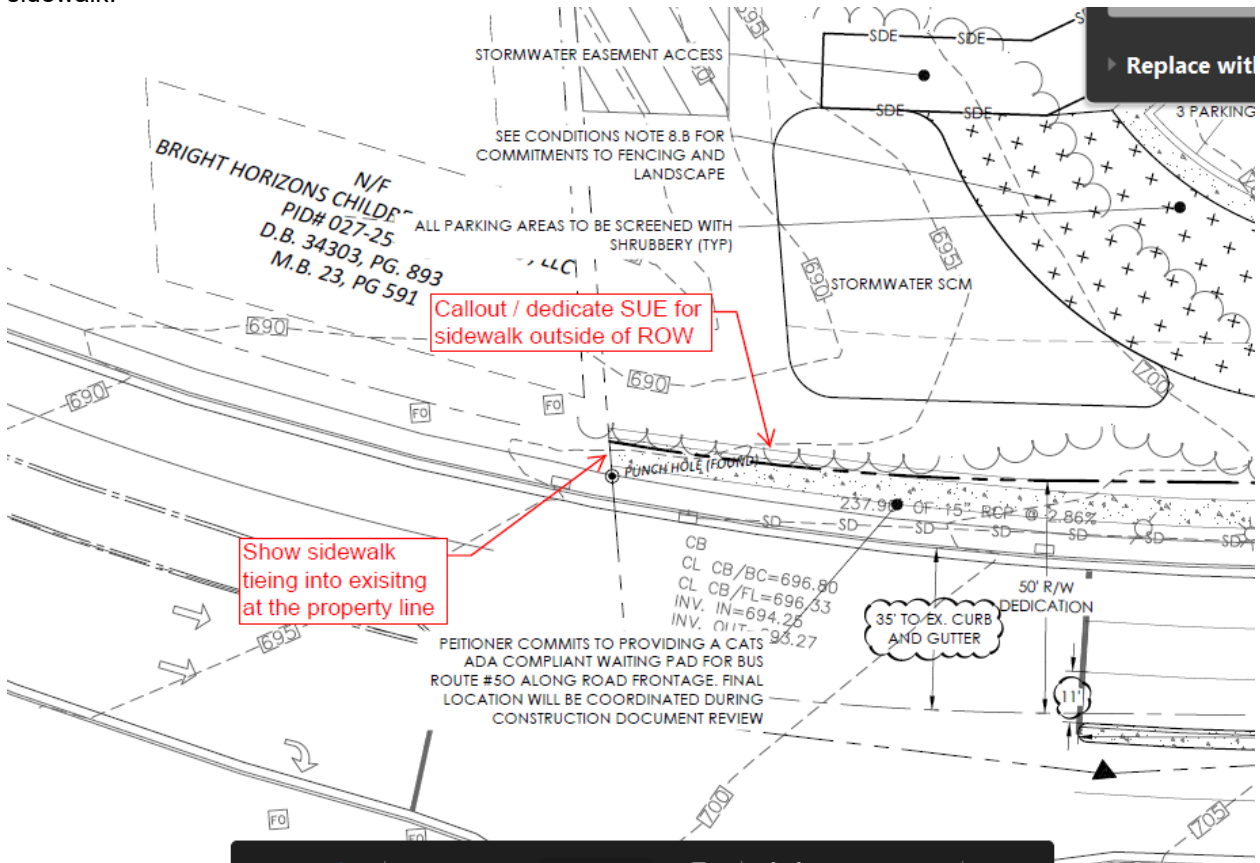 sidewalk.
695
SDE
SDE
STORMWATER EASEMENT ACCESS
Replace with
SDE
SDE
3 PARKING
SEE CONDITIONS NOTE 8.B FOR
COMMITMENTS TO FENCING AND
LANDSCAPE
N/F
BRIGHT HORIZONS
PID# 027-25
D.B. 34303, PG. 893
M.B. 23, PG 591
, LLC
ALL PARKING AREAS TO BE SCREENED WITH
SHRUBBERY (TYP)
695
690
STORMWATER SCM
Callout / dedicate SUE for
sidewalk outside of ROW
690
690
690
700
FO
FO
PUNCH HOLE (FOUND)
OF 15" RCP @ 2.86%
SD
SD
SD
SD
SD
SD
Show sidewalk
tieing into exisitng
at the property line
CB
CL CB/BC=696.80
CL CB/FL=696.33
INV. IN=694.25
INV. OUT= 93.27
35' TO EX. CURB
AND GUTTER
50' R/W
DEDICATION
11'
695
PEITIONER COMMITS TO PROVIDING A CATS
ADA COMPLIANT WAITING PAD FOR BUS
ROUTE #50 ALONG ROAD FRONTAGE. FINAL
LOCATION WILL BE COORDINATED DURING
CONSTRUCTION DOCUMENT REVIEW
700
705
FO
FO